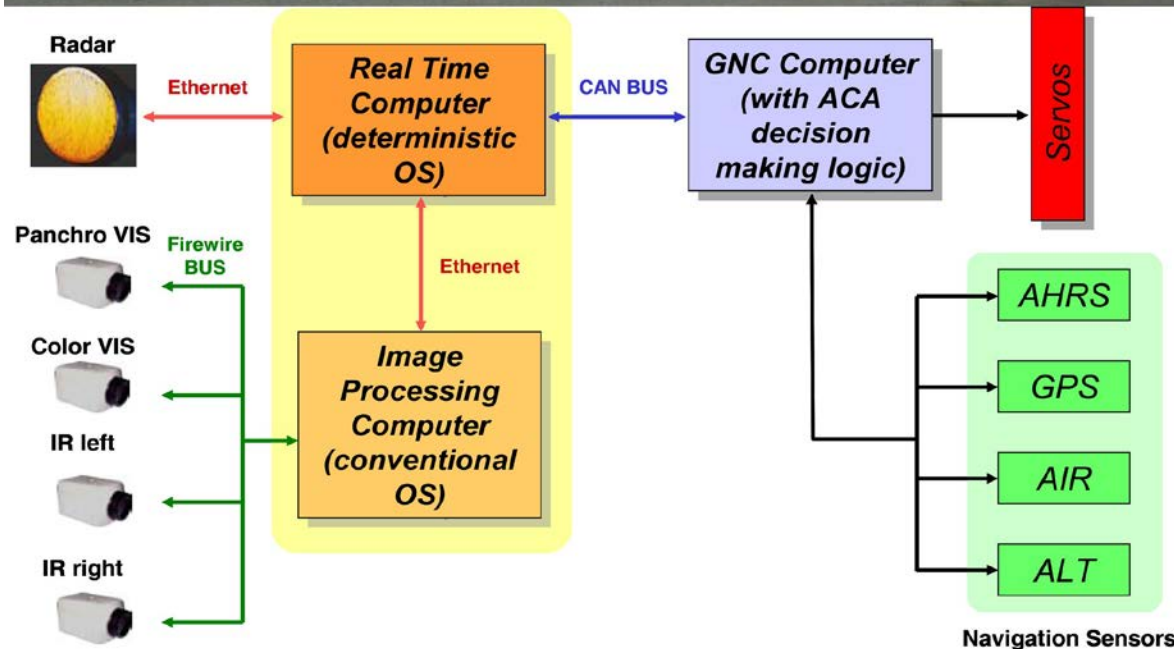 Radar
Ethernet
Real Time
Computer
(deterministic
OS)
CAN BUS
GNC Computer
(with ACA
decision
making logic)
Servos
Panchro VIS
Firewire
BUS
Ethernet
Color VIS
IR left
IR right
Image
Processing
Computer
(conventional
OS)
AHRS
GPS
AIR
ALT
Navigation Sensors